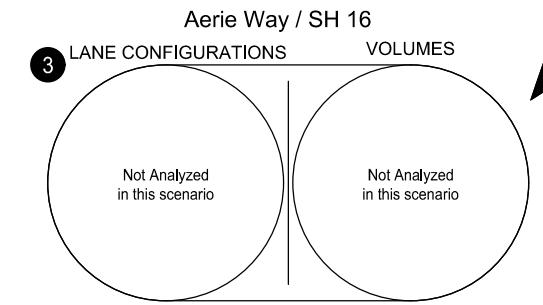 Aerie Way / SH 16
3
LANE CONFIGURATIONS
VOLUMES
Not Analyzed
in this scenario
Not Analyzed
in this scenario